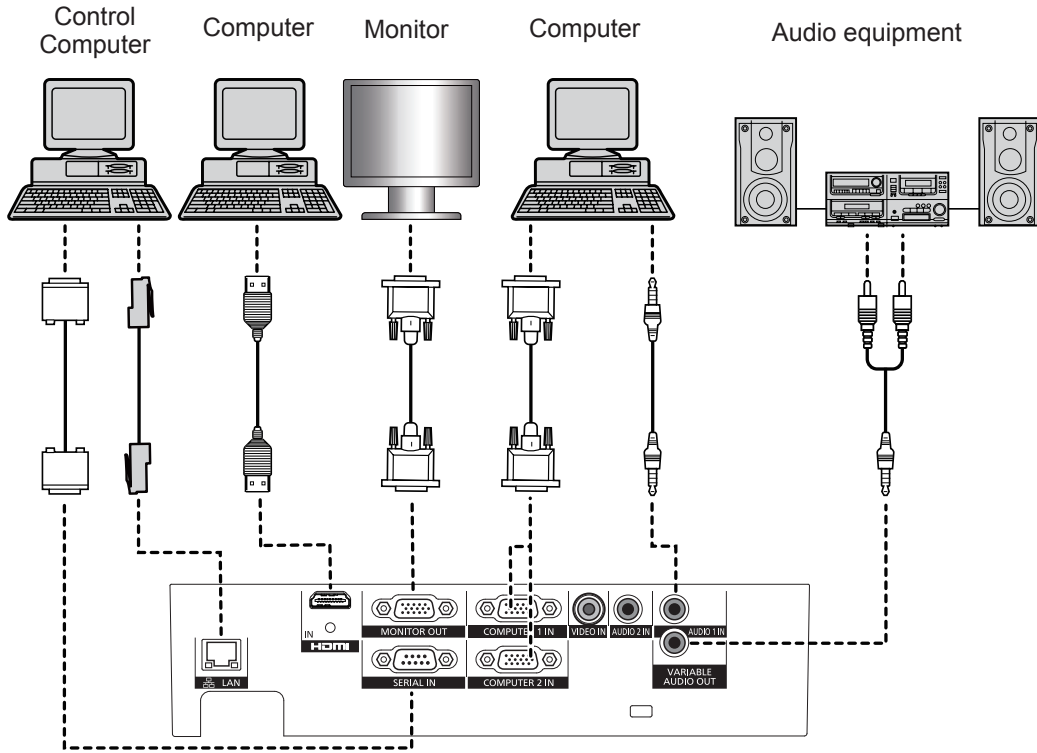 Control
Computer
Computer
Monitor
Computer
Audio equipment
IN
HDMI
MONITOR OUT
COMPUTER 1 IN
VIDEO IN
AUDIO 2 IN
AUDIO 1 IN
LAN
SERIAL IN
COMPUTER 2 IN
VARIABLE
AUDIO OUT